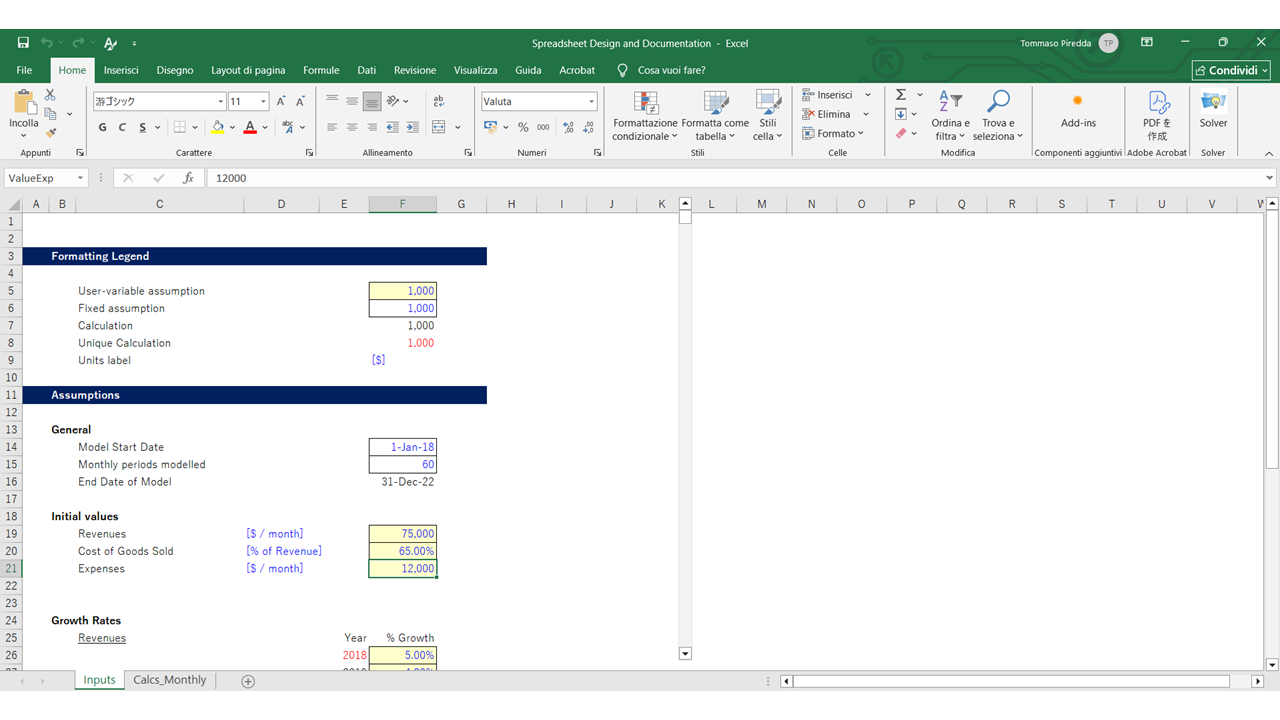 Spreadsheet Design and Documentation - Excel
Tommaso Piredda TP
File Home Inserisci Disegno Layout di pagina Formule Dati Revisione Visualizza Guida Acrobat Cosa vuoi fare? Condividi
Incolla
Appunti
游ゴシック 11
G C S
Carattere
Allineamento
Valuta
% 000
Numeri
Formattazione condizionale
Formatta come tabella
Stili cella
Stili
Inserisci
Elimina
Formato
Celle
Ordina e filtra
Trova e seleziona
Modifica
Add-ins
Componenti aggiuntivi
PDF を 作成
Adobe Acrobat
Solver
Solver
ValueExp fx 12000
A B C D E F G H I J K L M N O P Q R S T U V W
1
2
3 Formatting Legend
4
5 User-variable assumption 1,000
6 Fixed assumption 1,000
7 Calculation 1,000
8 Unique Calculation 1,000
9 Units label [$]
10
11 Assumptions
12
13 General
14 Model Start Date 1-Jan-18
15 Monthly periods modelled 60
16 End Date of Model 31-Dec-22
17
18 Initial values
19 Revenues [$ / month] 75,000
20 Cost of Goods Sold [% of Revenue] 65.00%
21 Expenses [$ / month] 12,000
22
23
24 Growth Rates
25 Revenues Year % Growth
26 2018 5.00%
Inputs Calcs_Monthly